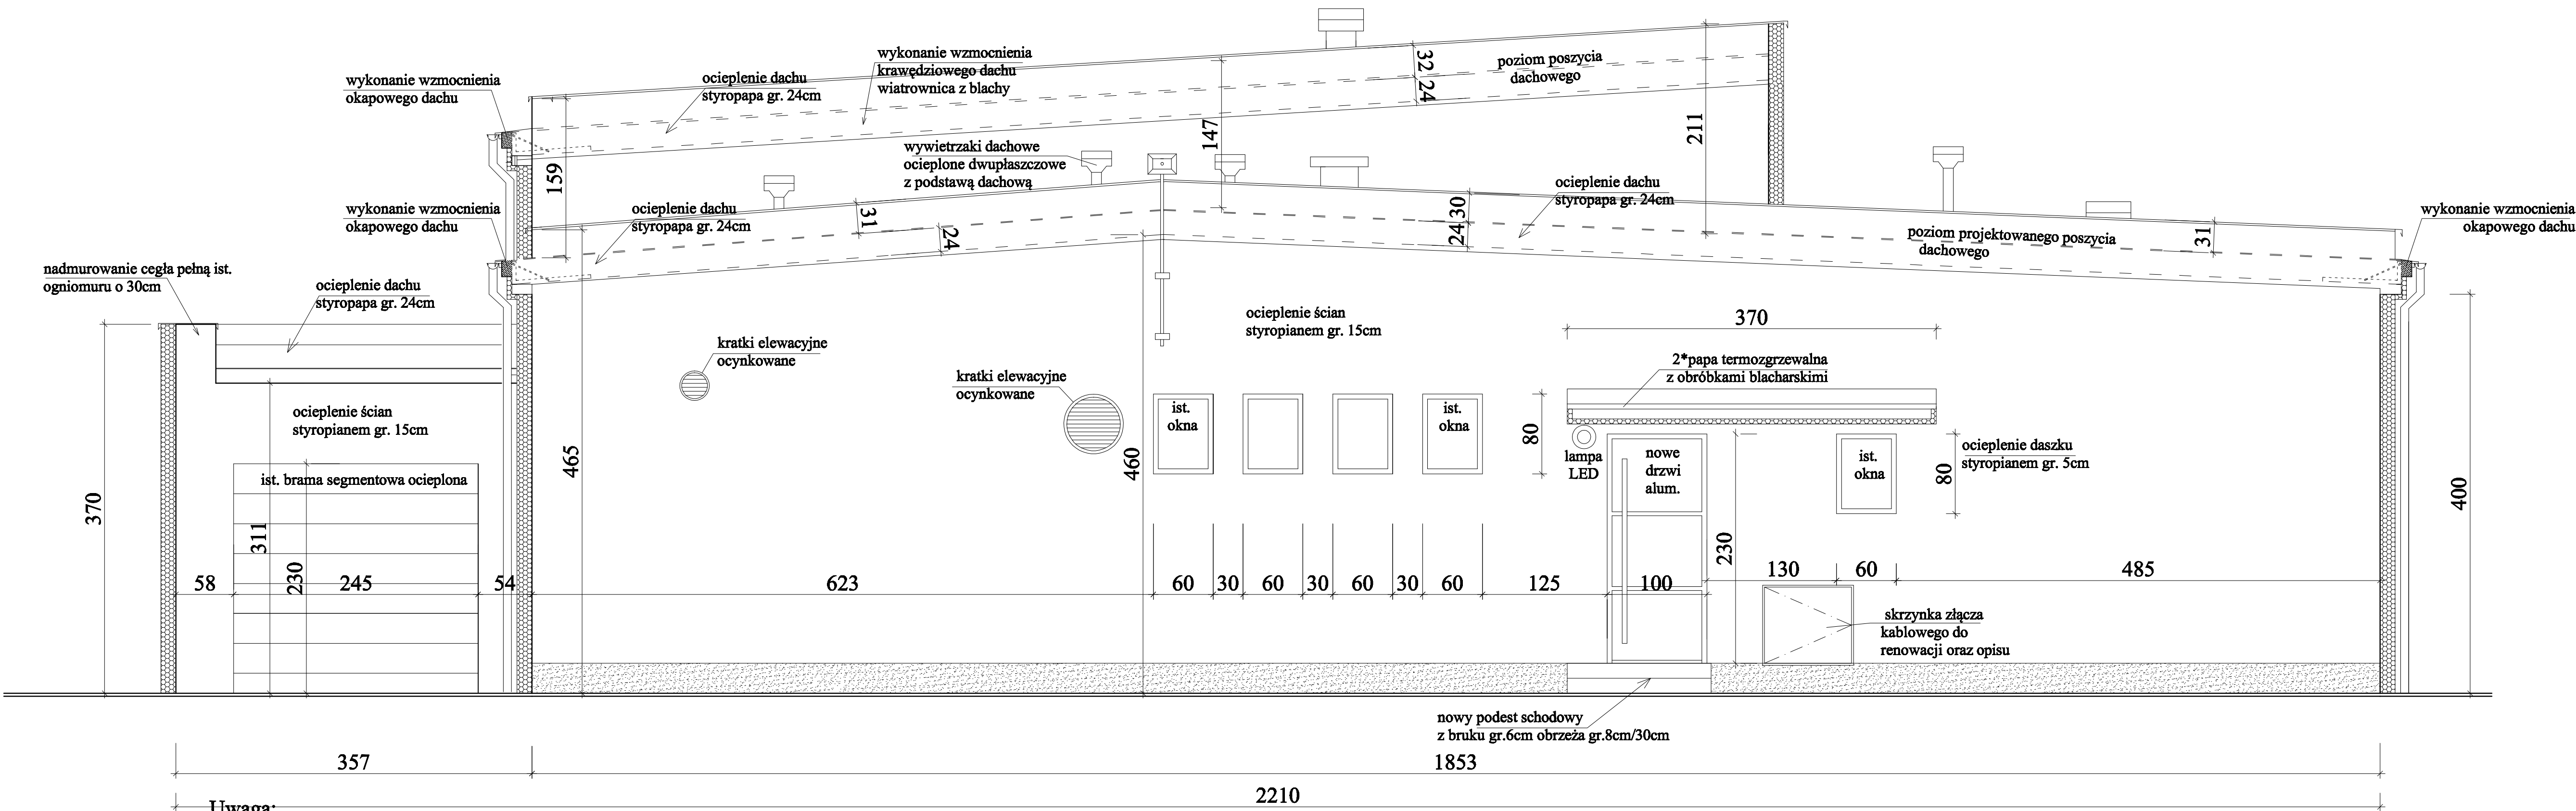 wykonanie wzmocnienia
okapowego dachu
ocieplenie dachu
styropapa gr. 24cm
wykonanie wzmocnienia
krawędziowego dachu
wiatrownica z blachy
32
24
poziom poszycia
dachowego
159
147
211
wywietrzaki dachowe
ocieplone dwupłaszczowe
z podstawą dachową
wykonanie wzmocnienia
okapowego dachu
ocieplenie dachu
styropapa gr. 24cm
31
24
30
24
ocieplenie dachu
styropapa gr. 24cm
poziom projektowanego poszycia
dachowego
31
wykonanie wzmocnienia
okapowego dachu
nadmurowanie cegła pełną ist.
ogniomuru o 30cm
ocieplenie dachu
styropapa gr. 24cm
kratki elewacyjne
ocynkowane
kratki elewacyjne
ocynkowane
ocieplenie ścian
styropianem gr. 15cm
370
2*papa termozgrzewalna
z obróbkami blacharskimi
ocieplenie ścian
styropianem gr. 15cm
ist. brama segmentowa ocieplona
370
311
230
465
460
ist.
okna
ist.
okna
80
lampa
LED
nowe
drzwi
alum.
230
ist.
okna
80
ocieplenie daszku
styropianem gr. 5cm
400
58
245
54
623
60
30
60
30
60
30
60
125
100
130
60
485
skrzynka złącza
kablowego do
renowacji oraz opisu
nowy podest schodowy
z bruku gr.6cm obrzeża gr.8cm/30cm
357
1853
2210
Uwaga: